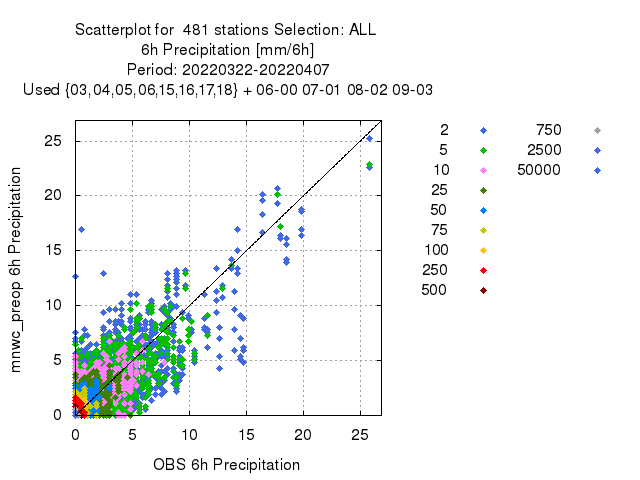 Scatterplot for 481 stations Selection: ALL
6h Precipitation [mm/6h]
Period: 20220322-20220407
Used {03,04,05,06,15,16,17,18} + 06-00 07-01 08-02 09-03
mnwc_preop 6h Precipitation
25
20
15
10
5
0
0 5 10 15 20 25
OBS 6h Precipitation
2 750
5 2500
10 50000
25
50
75
100
250
500